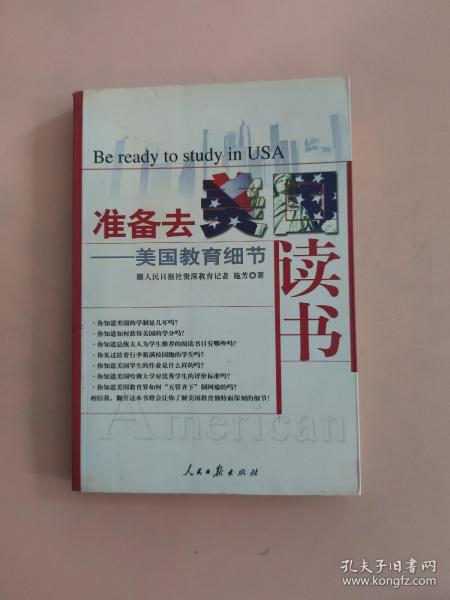 Be ready to study in USA
准备去美国
读书
——美国教育细节
■人民日报社资深教育记者 施芳◎著
·你知道美国的学制是几年吗?
·你知道如何获得美国的学分吗?
·你知道总统夫人为学生推荐的阅读书目有哪些吗?
·你见过拉着行李箱满校园跑的学生吗?
·你知道美国学生的作业是什么样的吗?
·你知道美国哈佛大学对优秀学生的评价标准吗?
·你知道美国教育界如何“五管齐下”制网瘾的吗?
相信我，翻开这本书将会让你了解美国教育独特而深刻的细节!
American
人民日报出版社
孔夫子旧书网
www.kongfz.com